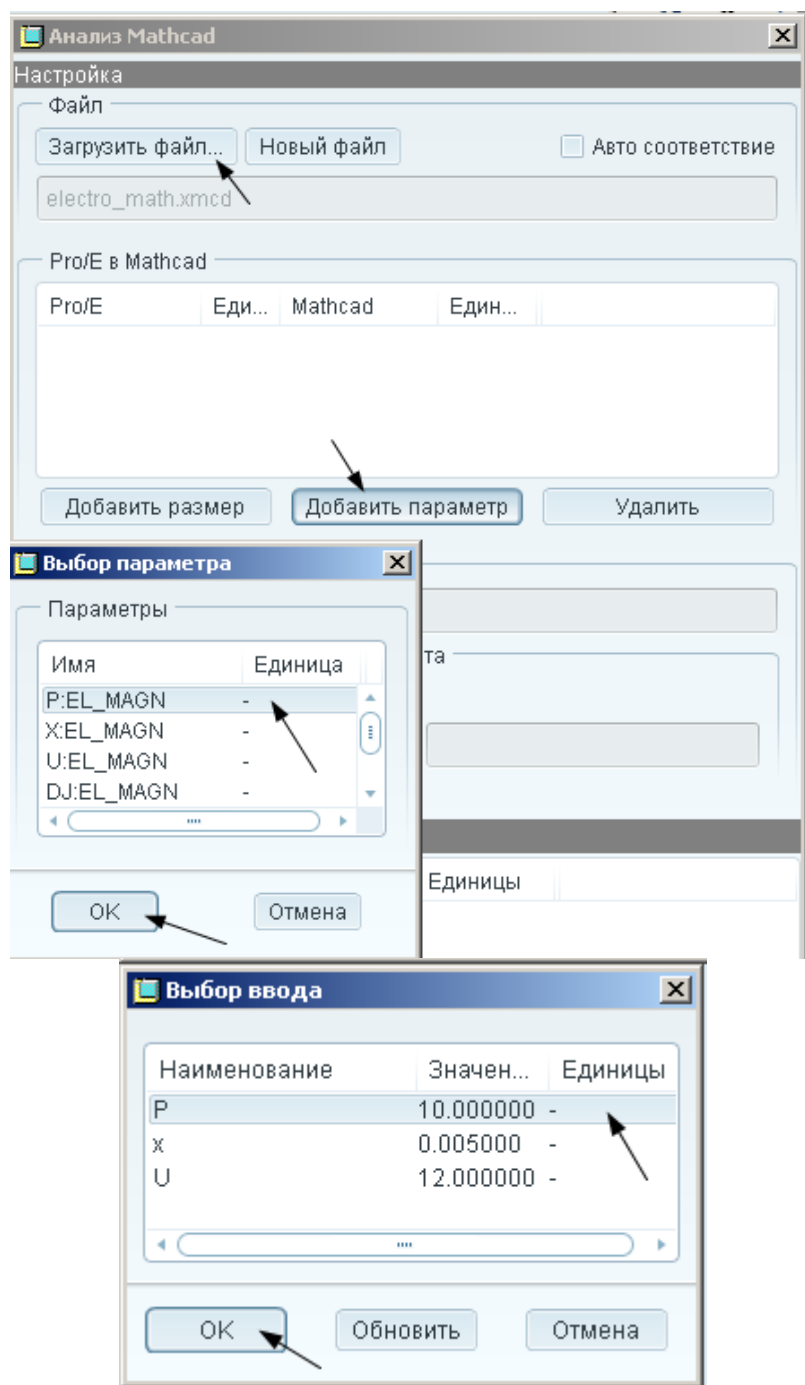 Анализ Mathcad
Настройка
Файл
Загрузить файл... Новый файл Авто соответствие
electro_math.xmcd
Pro/E в Mathcad
Pro/E Еди... Mathcad Един...
Добавить размер Добавить параметр Удалить
Выбор параметра
Параметры
та
Имя Единица
P:EL_MAGN -
X:EL_MAGN -
U:EL_MAGN -
DJ:EL_MAGN -
Единицы
OK Отмена
Выбор ввода
Наименование Значен... Единицы
P 10.000000 -
x 0.005000 -
U 12.000000 -
OK Обновить Отмена